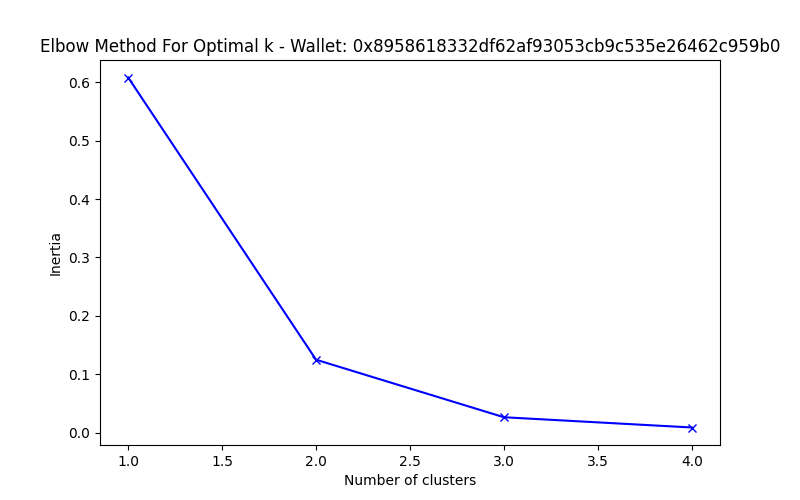 Elbow Method For Optimal k - Wallet: 0x8958618332df62af93053cb9c535e26462c959b0
Inertia
0.6
0.5
0.4
0.3
0.2
0.1
0.0
1.0 1.5 2.0 2.5 3.0 3.5 4.0
Number of clusters